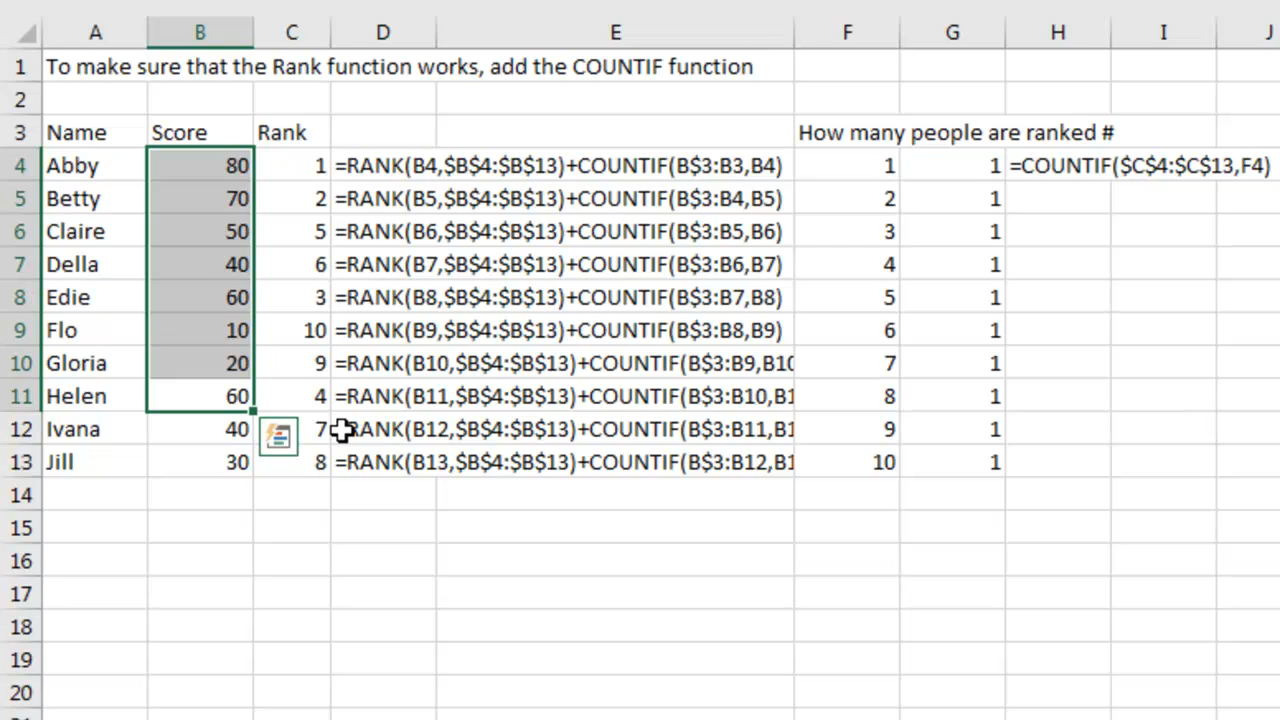 A B C D E F G H I J
1 To make sure that the Rank function works, add the COUNTIF function
2
3 Name Score Rank How many people are ranked #
4 Abby 80 1 =RANK(B4,$B$4:$B$13)+COUNTIF(B$3:B3,B4) 1 1 =COUNTIF($C$4:$C$13,F4)
5 Betty 70 2 =RANK(B5,$B$4:$B$13)+COUNTIF(B$3:B4,B5) 2 1
6 Claire 50 5 =RANK(B6,$B$4:$B$13)+COUNTIF(B$3:B5,B6) 3 1
7 Della 40 6 =RANK(B7,$B$4:$B$13)+COUNTIF(B$3:B6,B7) 4 1
8 Edie 60 3 =RANK(B8,$B$4:$B$13)+COUNTIF(B$3:B7,B8) 5 1
9 Flo 10 10 =RANK(B9,$B$4:$B$13)+COUNTIF(B$3:B8,B9) 6 1
10 Gloria 20 9 =RANK(B10,$B$4:$B$13)+COUNTIF(B$3:B9,B10 7 1
11 Helen 60 4 =RANK(B11,$B$4:$B$13)+COUNTIF(B$3:B10,B1 8 1
12 Ivana 40 7 =RANK(B12,$B$4:$B$13)+COUNTIF(B$3:B11,B1 9 1
13 Jill 30 8 =RANK(B13,$B$4:$B$13)+COUNTIF(B$3:B12,B1 10 1
14
15
16
17
18
19
20